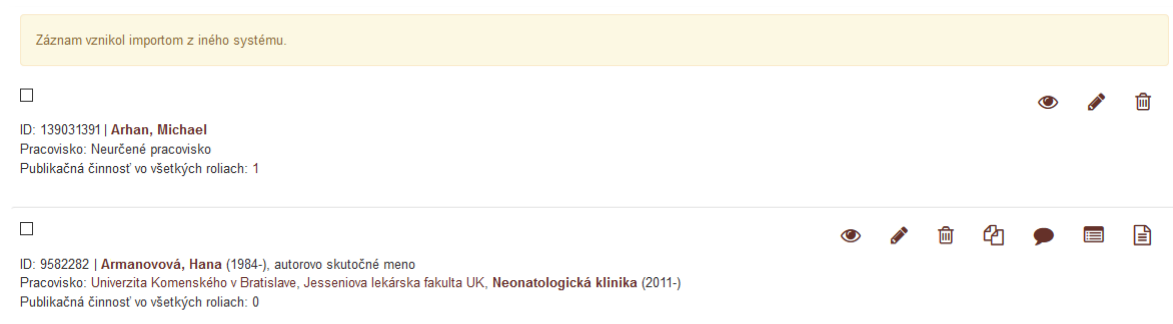 Záznam vznikol importom z iného systému.
ID: 139031391 | Arhan, Michael
Pracovisko: Neurčené pracovisko
Publikačná činnosť vo všetkých roliach: 1
ID: 9582282 | Armanovová, Hana (1984-), autorovo skutočné meno
Pracovisko: Univerzita Komenského v Bratislave, Jesseniova lekárska fakulta UK, Neonatologická klinika (2011-)
Publikačná činnosť vo všetkých roliach: 0